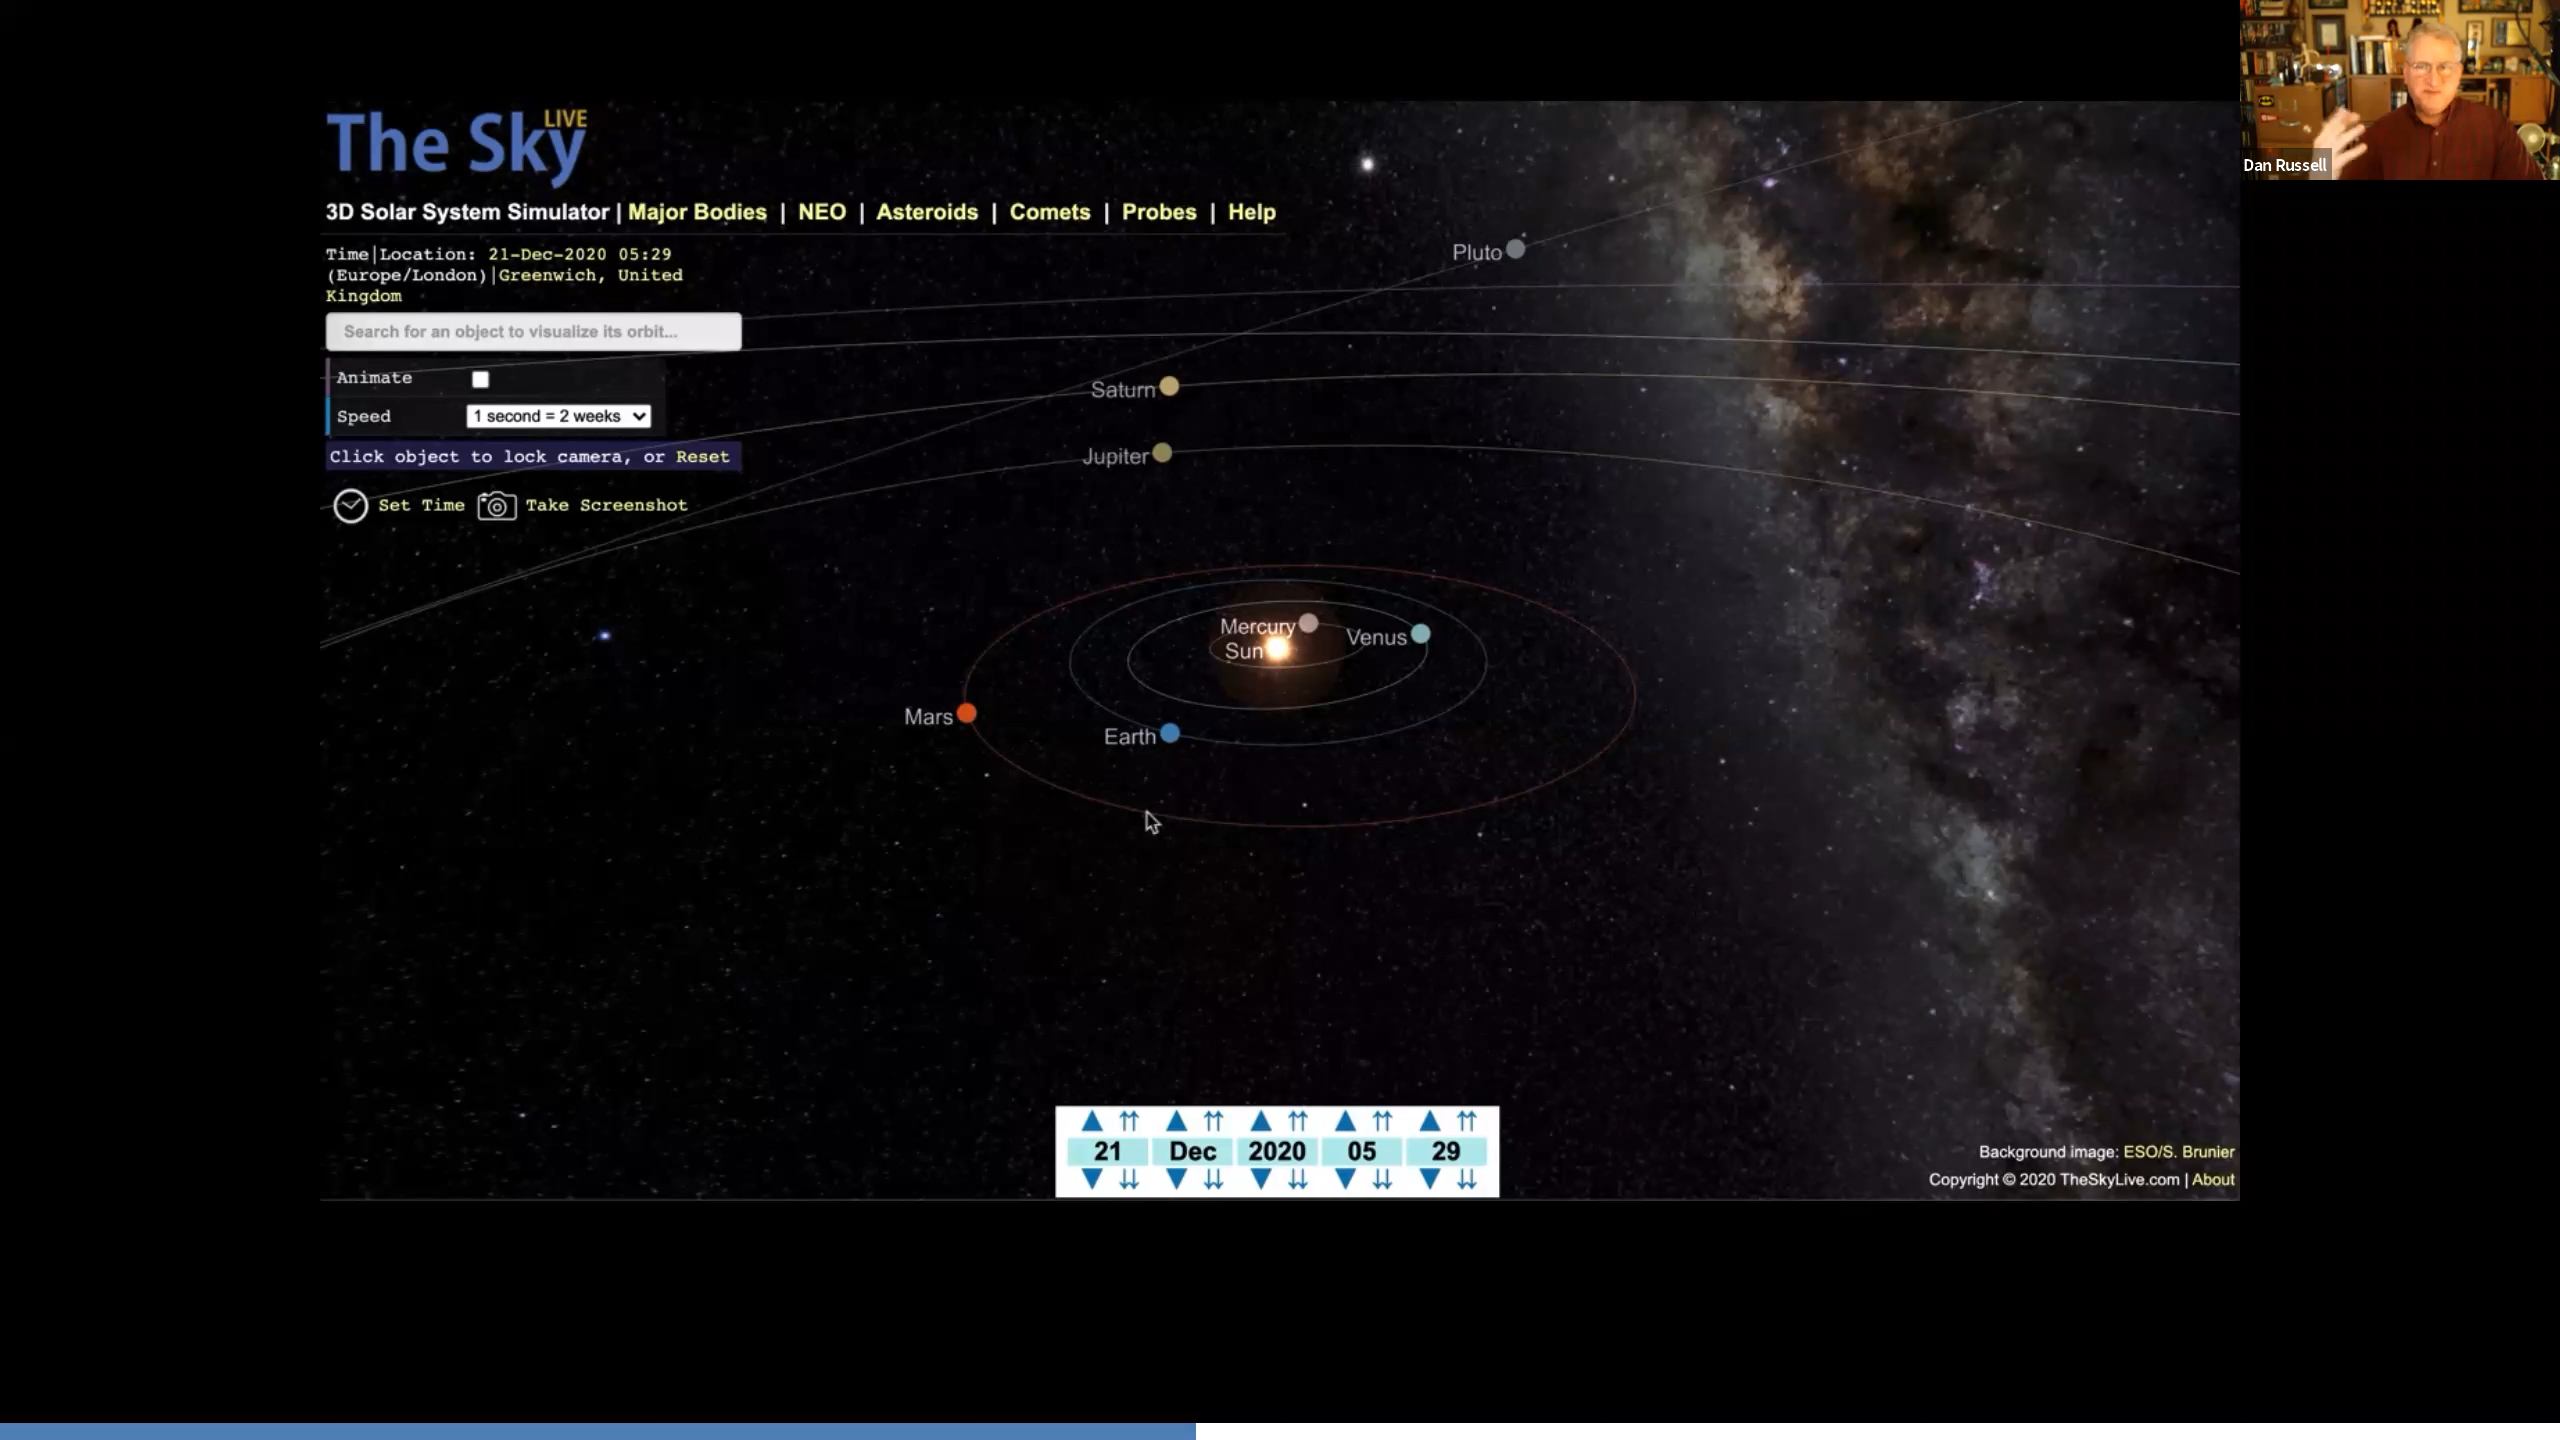 The Sky LIVE
3D Solar System Simulator | Major Bodies | NEO | Asteroids | Comets | Probes | Help
Time|Location: 21-Dec-2020 05:29
(Europe/London)|Greenwich, United
Kingdom
Search for an object to visualize its orbit...
Animate
Speed 1 second = 2 weeks
Click object to lock camera, or Reset
Set Time Take Screenshot
Dan Russell
Pluto
Saturn
Jupiter
Mercury
Sun
Venus
Mars
Earth
21 Dec 2020 05 29
Background image: ESO/S. Brunier
Copyright © 2020 TheSkyLive.com | About